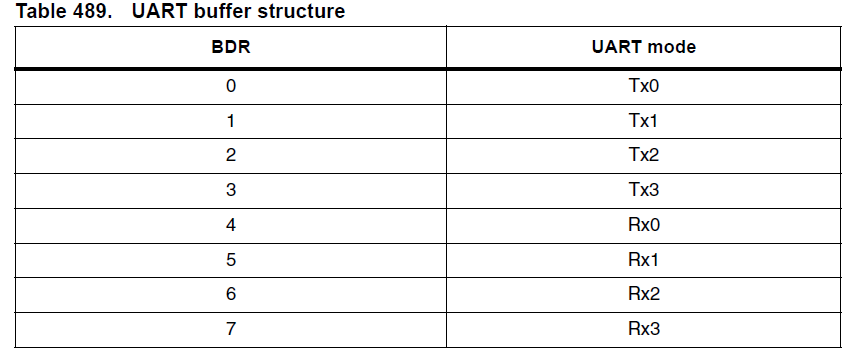 Table 489. UART buffer structure
BDR UART mode
0 Tx0
1 Tx1
2 Tx2
3 Tx3
4 Rx0
5 Rx1
6 Rx2
7 Rx3